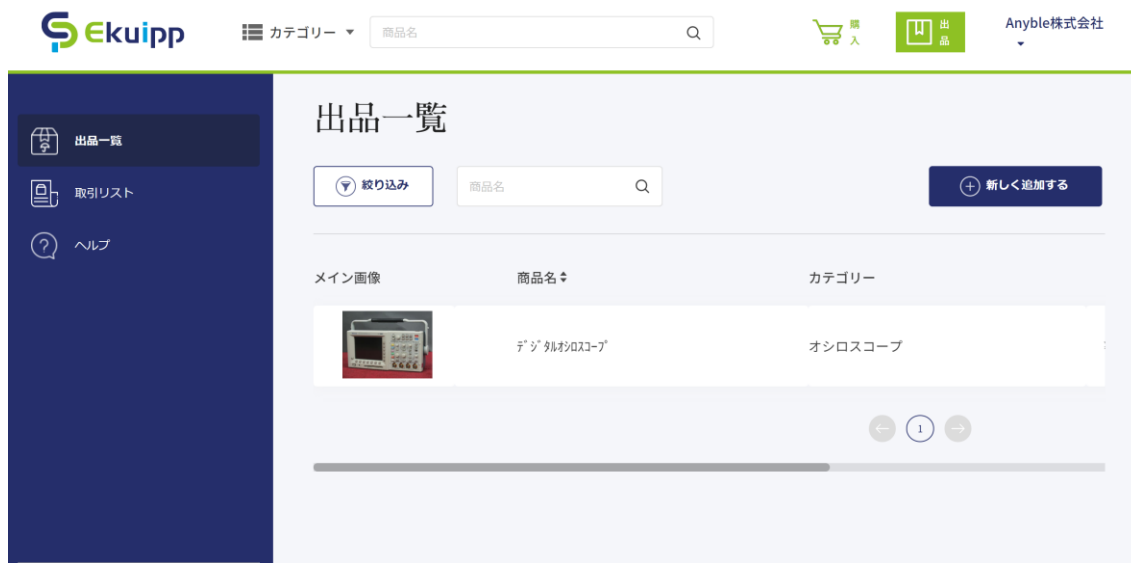 Ekuipp
カテゴリー
商品名
購入
出品
Anyble株式会社
出品一覧
取引リスト
ヘルプ
出品一覧
絞り込み
商品名
新しく追加する
メイン画像
商品名
カテゴリー
ﾃﾞｼﾞﾀﾙｵｼﾛｽｺｰﾌﾟ
オシロスコープ
1